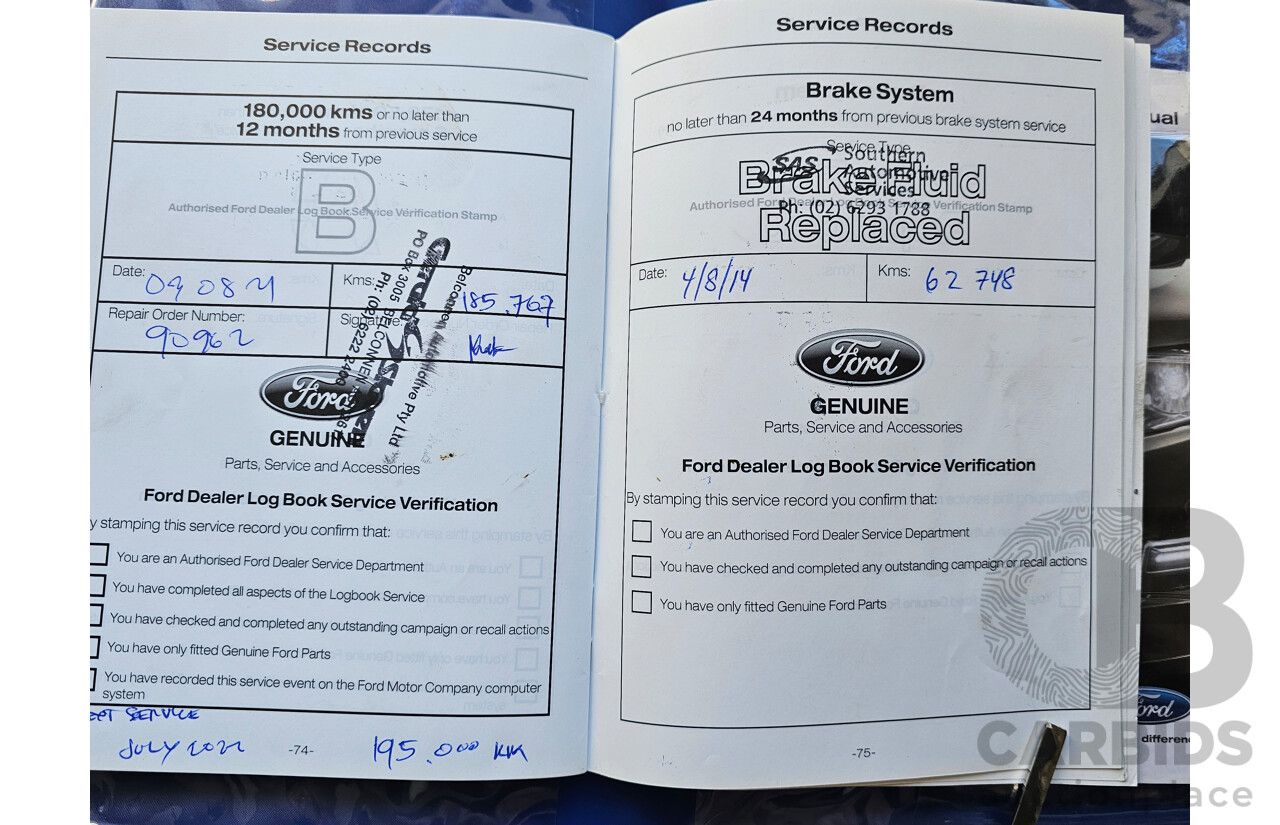 Service Records
180,000 kms or no later than
12 months from previous service
Service Type
B
Authorised Ford Dealer Log Book Service Verification Stamp
Date:
Kms: 185,767
Repair Order Number: 90962
Signature:
PO Box 3005 BELCONNEN
Belconnen Automotive Pty Ltd
Ford
GENUINE
Parts, Service and Accessories
Ford Dealer Log Book Service Verification
y stamping this service record you confirm that:
You are an Authorised Ford Dealer Service Department
You have completed all aspects of the Logbook Service
You have checked and completed any outstanding campaign or recall actions
You have only fitted Genuine Ford Parts
You have recorded this service event on the Ford Motor Company computer
system
SERVICE
JULY 2022
195.000 KM
-74-
Service Records
Brake System
no later than 24 months from previous brake system service
Service Type
SAS Southern
Automotive
Services
Ph: (02) 6293 1788
Brake Fluid
Replaced
Authorised Ford Dealer Log Book Service Verification Stamp
Date: 4/8/14
Kms: 62 748
Ford
GENUINE
Parts, Service and Accessories
Ford Dealer Log Book Service Verification
By stamping this service record you confirm that:
You are an Authorised Ford Dealer Service Department
You have checked and completed any outstanding campaign or recall actions
You have only fitted Genuine Ford Parts
-75-
ual
Ford
differen
CB
CARBIDS